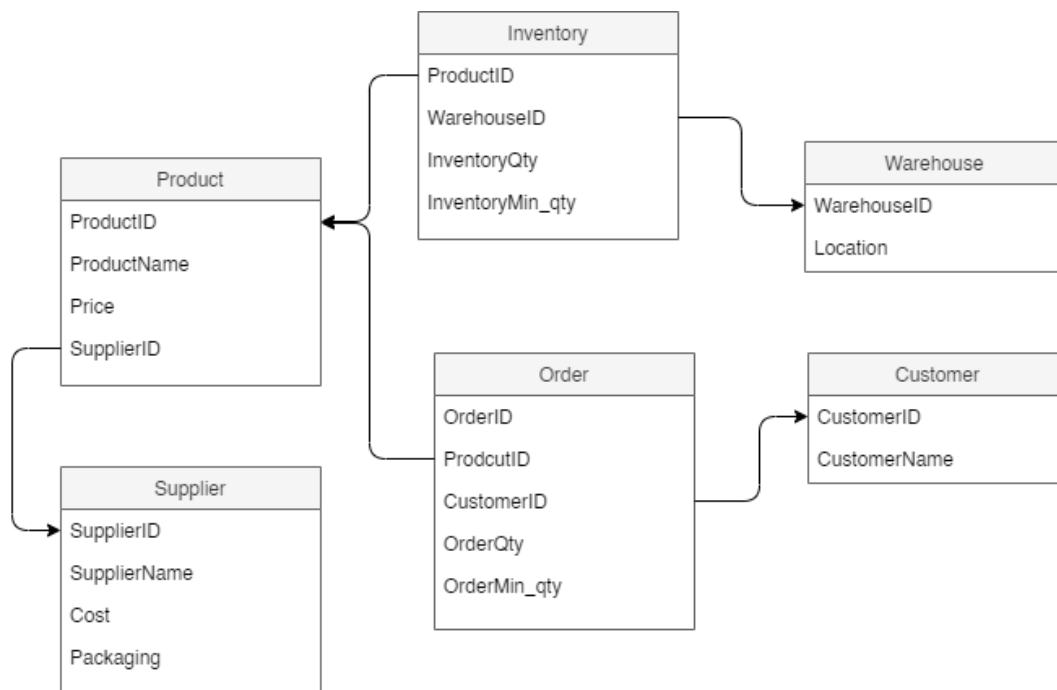 Inventory
ProductID
WarehouseID
InventoryQty
InventoryMin_qty
Product
ProductID
ProductName
Price
SupplierID
Warehouse
WarehouseID
Location
Order
OrderID
ProdcutID
CustomerID
OrderQty
OrderMin_qty
Customer
CustomerID
CustomerName
Supplier
SupplierID
SupplierName
Cost
Packaging